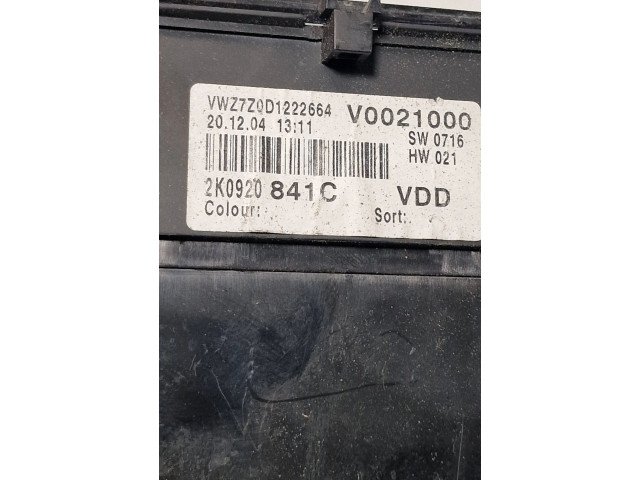 VWZ7Z0D1222664 V0021000
20.12.04 13:11 SW 0716
HW 021
2K0920 841C VDD
Colour: Sort: